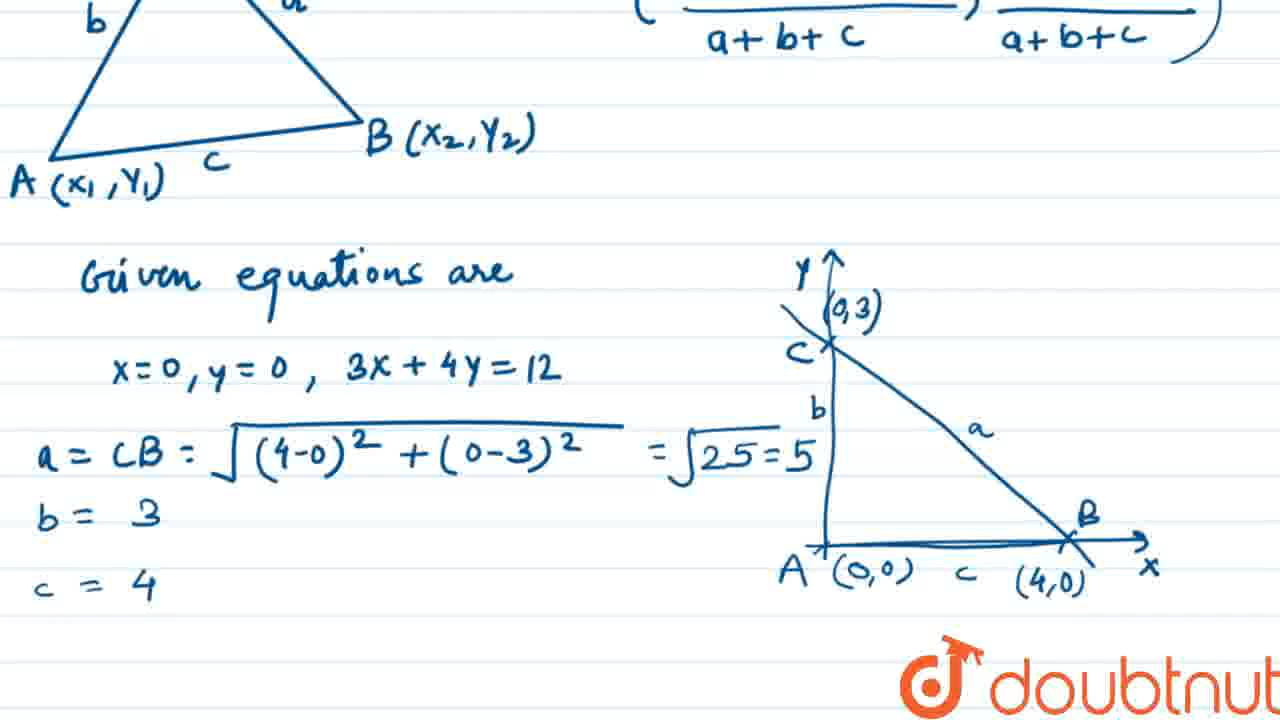 b
a
a+b+c , a+b+c )
B (x2, y2)
c
A (x1, y1)
Given equations are
y
(0,3)
x=0, y=0, 3x+4y=12
C
b
a
a = CB = √(4-0)² + (0-3)² = √25 = 5
b = 3
B
c = 4
A (0,0) c (4,0) x
doubtnut